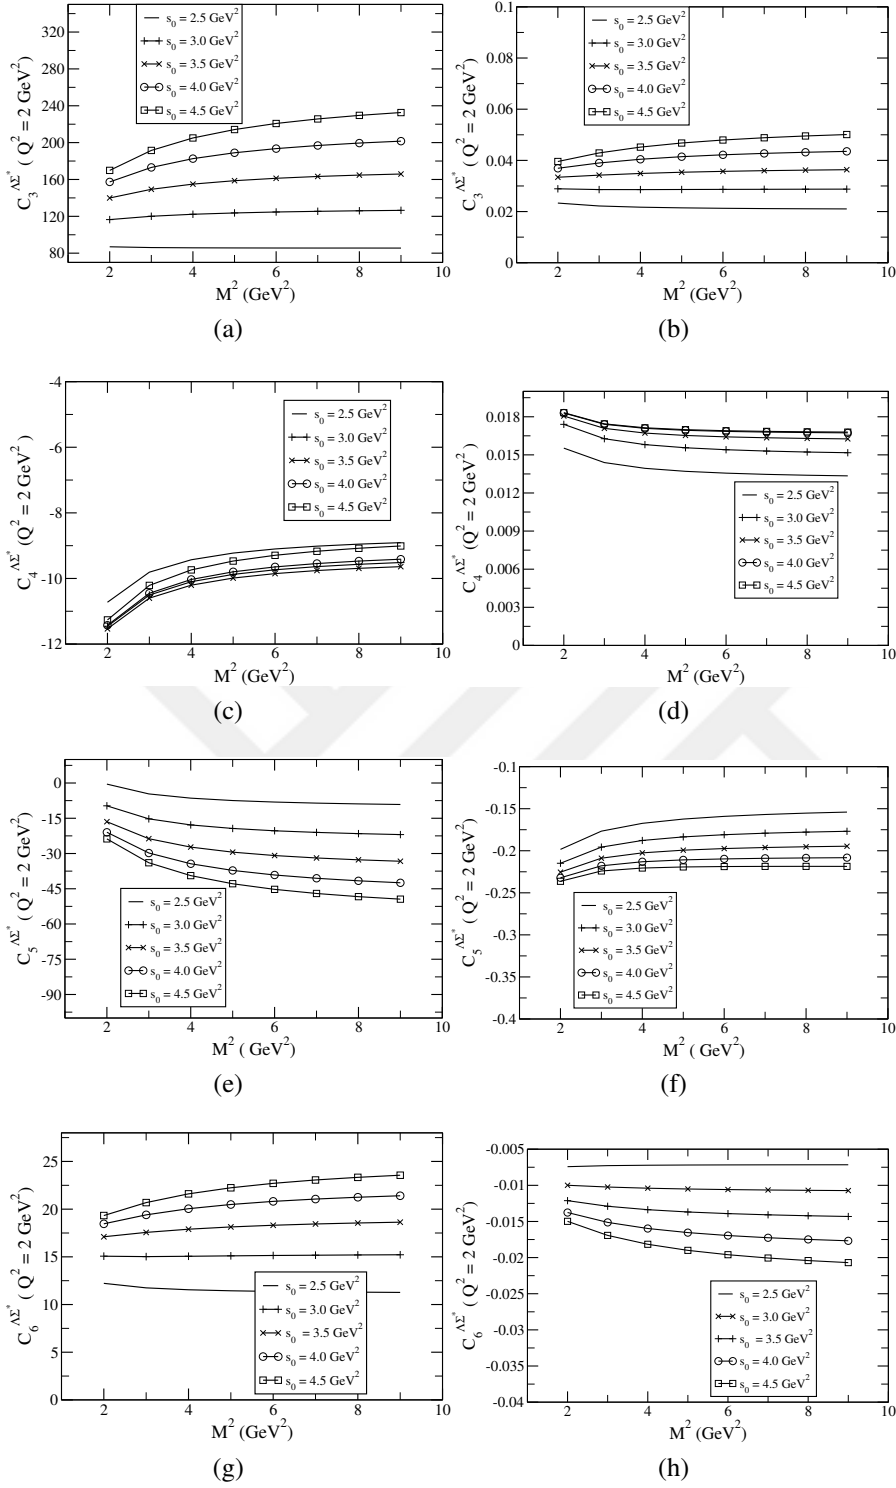 C₃^ΛΣ* ( Q² = 2 GeV²)
320
280
240
200
160
120
80
s₀ = 2.5 GeV²
s₀ = 3.0 GeV²
s₀ = 3.5 GeV²
s₀ = 4.0 GeV²
s₀ = 4.5 GeV²
2 4 6 8 10
M² (GeV²)
(a)
C₃^ΛΣ* ( Q² = 2 GeV²)
0.1
0.08
0.06
0.04
0.02
0
s₀ = 2.5 GeV²
s₀ = 3.0 GeV²
s₀ = 3.5 GeV²
s₀ = 4.0 GeV²
s₀ = 4.5 GeV²
2 4 6 8 10
M² (GeV²)
(b)
C₄^ΛΣ* (Q² = 2 GeV²)
-4
-6
-8
-10
-12
s₀ = 2.5 GeV²
s₀ = 3.0 GeV²
s₀ = 3.5 GeV²
s₀ = 4.0 GeV²
s₀ = 4.5 GeV²
2 4 6 8 10
M² (GeV²)
(c)
C₄^ΛΣ* ( Q² = 2 GeV²)
0.018
0.015
0.012
0.009
0.006
0.003
0
s₀ = 2.5 GeV²
s₀ = 3.0 GeV²
s₀ = 3.5 GeV²
s₀ = 4.0 GeV²
s₀ = 4.5 GeV²
2 4 6 8 10
M² (GeV²)
(d)
C₅^ΛΣ* ( Q² = 2 GeV²)
0
-15
-30
-45
-60
-75
-90
s₀ = 2.5 GeV²
s₀ = 3.0 GeV²
s₀ = 3.5 GeV²
s₀ = 4.0 GeV²
s₀ = 4.5 GeV²
2 4 6 8 10
M² ( GeV²)
(e)
C₅^ΛΣ* ( Q² = 2 GeV²)
-0.1
-0.15
-0.2
-0.25
-0.3
-0.35
-0.4
s₀ = 2.5 GeV²
s₀ = 3.0 GeV²
s₀ = 3.5 GeV²
s₀ = 4.0 GeV²
s₀ = 4.5 GeV²
2 4 6 8 10
M² ( GeV²)
(f)
C₆^ΛΣ* ( Q² = 2 GeV²)
25
20
15
10
5
0
s₀ = 2.5 GeV²
s₀ = 3.0 GeV²
s₀ = 3.5 GeV²
s₀ = 4.0 GeV²
s₀ = 4.5 GeV²
2 4 6 8 10
M² (GeV²)
(g)
C₆^ΛΣ* ( Q² = 2 GeV²)
-0.005
-0.01
-0.015
-0.02
-0.025
-0.03
-0.035
-0.04
s₀ = 2.5 GeV²
s₀ = 3.0 GeV²
s₀ = 3.5 GeV²
s₀ = 4.0 GeV²
s₀ = 4.5 GeV²
2 4 6 8 10
M² (GeV²)
(h)